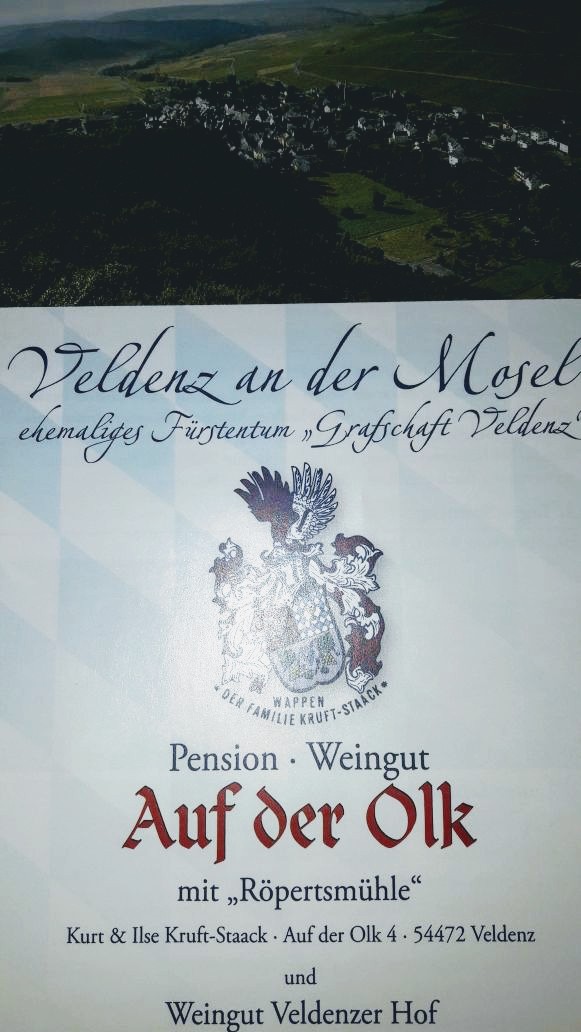 Veldenz an der Mosel
ehemaliges Fürstentum „Grafschaft Veldenz“
WAPPEN
* DER FAMILIE KRUFT-STAACK *
Pension · Weingut
Auf der Olk
mit „Röpertsmühle“
Kurt & Ilse Kruft-Staack · Auf der Olk 4 · 54472 Veldenz
und
Weingut Veldenzer Hof